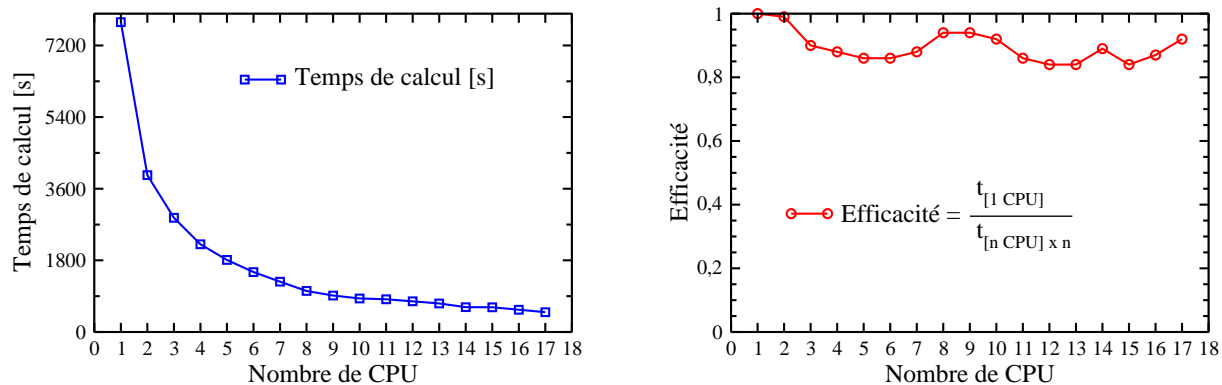 7200
5400
3600
1800
0
Temps de calcul [s]
Temps de calcul [s]
0 1 2 3 4 5 6 7 8 9 10 11 12 13 14 15 16 17 18
Nombre de CPU
1
0,8
0,6
0,4
0,2
0
Efficacité
Efficacité = t[1 CPU]
t[n CPU] x n
0 1 2 3 4 5 6 7 8 9 10 11 12 13 14 15 16 17 18
Nombre de CPU